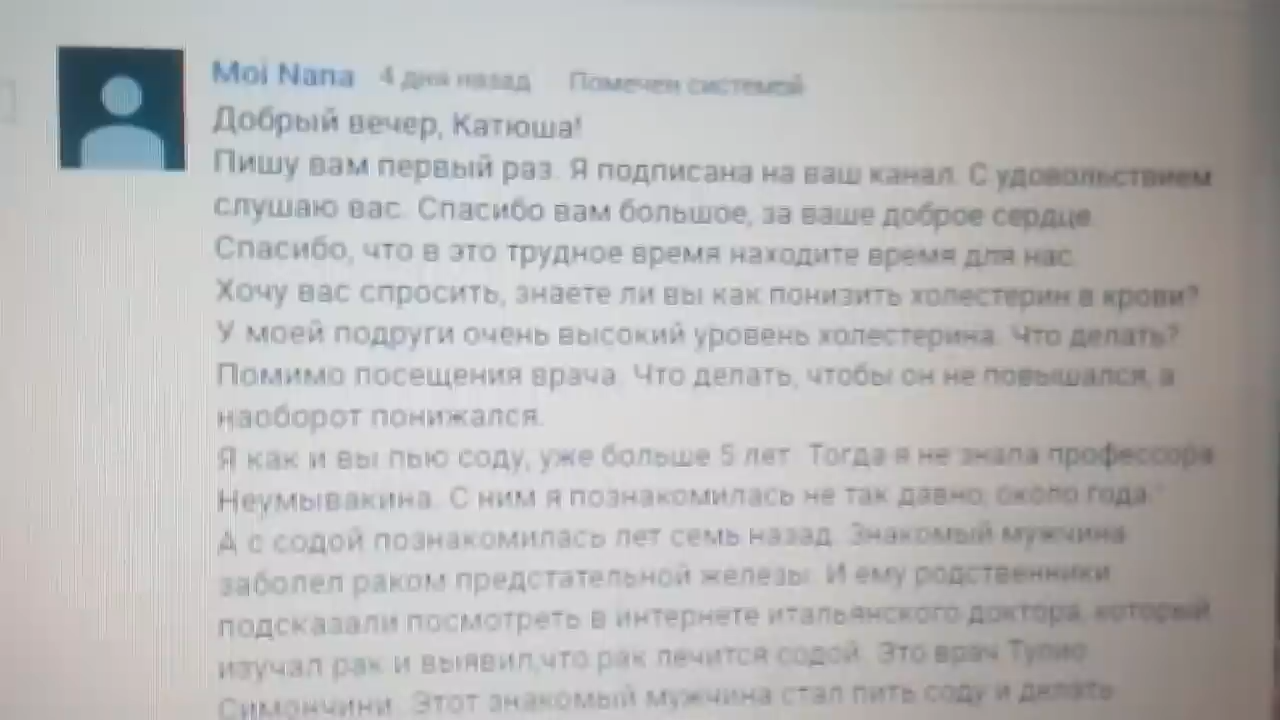 Moi Nana 4 дня назад Помечен системой
Добрый вечер, Катюша!
Пишу вам первый раз. Я подписана на ваш канал. С удовольствием
слушаю вас. Спасибо вам большое, за ваше доброе сердце.
Спасибо, что в это трудное время находите время для нас.
Хочу вас спросить, знаете ли вы как понизить холестерин в крови?
У моей подруги очень высокий уровень холестерина. Что делать?
Помимо посещения врача. Что делать, чтобы он не повышался, а
наоборот понижался.
Я как и вы пью соду, уже больше 5 лет. Тогда я не знала профессора
Неумывакина. С ним я познакомилась не так давно, около года.
А с содой познакомилась лет семь назад. Знакомый мужчина
заболел раком предстательной железы. И ему родственники
подсказали посмотреть в интернете итальянского доктора, который
изучал рак и выявил,что рак лечится содой. Это врач Тулио
Симончини. Этот знакомый мужчина стал пить соду и делать